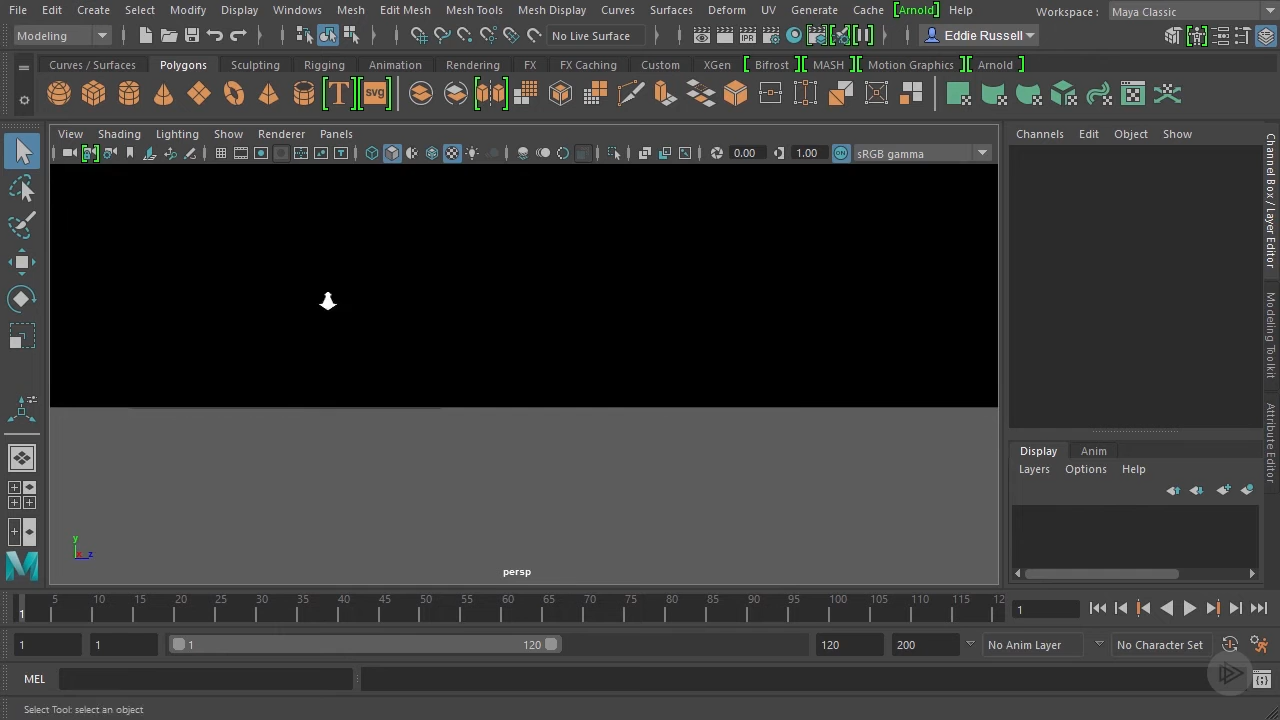 File Edit Create Select Modify Display Windows Mesh Edit Mesh Mesh Tools Mesh Display Curves Surfaces Deform UV Generate Cache [Arnold] Help Workspace : Maya Classic
Modeling No Live Surface Eddie Russell
Curves / Surfaces Polygons Sculpting Rigging Animation Rendering FX FX Caching Custom XGen [ Bifrost ] [ MASH ] [ Motion Graphics ] [ Arnold ]
T SVG
View Shading Lighting Show Renderer Panels
0.00 1.00 ON sRGB gamma
IPR
Channels Edit Object Show
Channel Box / Layer Editor
Modeling Toolkit
Attribute Editor
Display Anim
Layers Options Help
y
x z
persp
1 5 10 15 20 25 30 35 40 45 50 55 60 65 70 75 80 85 90 95 100 105 110 115 12
1
1 1 1 120 120 200 No Anim Layer No Character Set
MEL
Select Tool: select an object